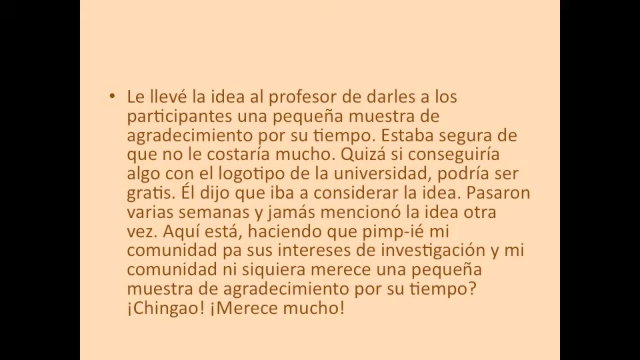 • Le llevé la idea al profesor de darles a los
participantes una pequeña muestra de
agradecimiento por su tiempo. Estaba segura de
que no le costaría mucho. Quizá si conseguiría
algo con el logotipo de la universidad, podría ser
gratis. Él dijo que iba a considerar la idea. Pasaron
varias semanas y jamás mencionó la idea otra
vez. Aquí está, haciendo que pimp-ié mi
comunidad pa sus intereses de investigación y mi
comunidad ni siquiera merece una pequeña
muestra de agradecimiento por su tiempo?
¡Chingao! ¡Merece mucho!